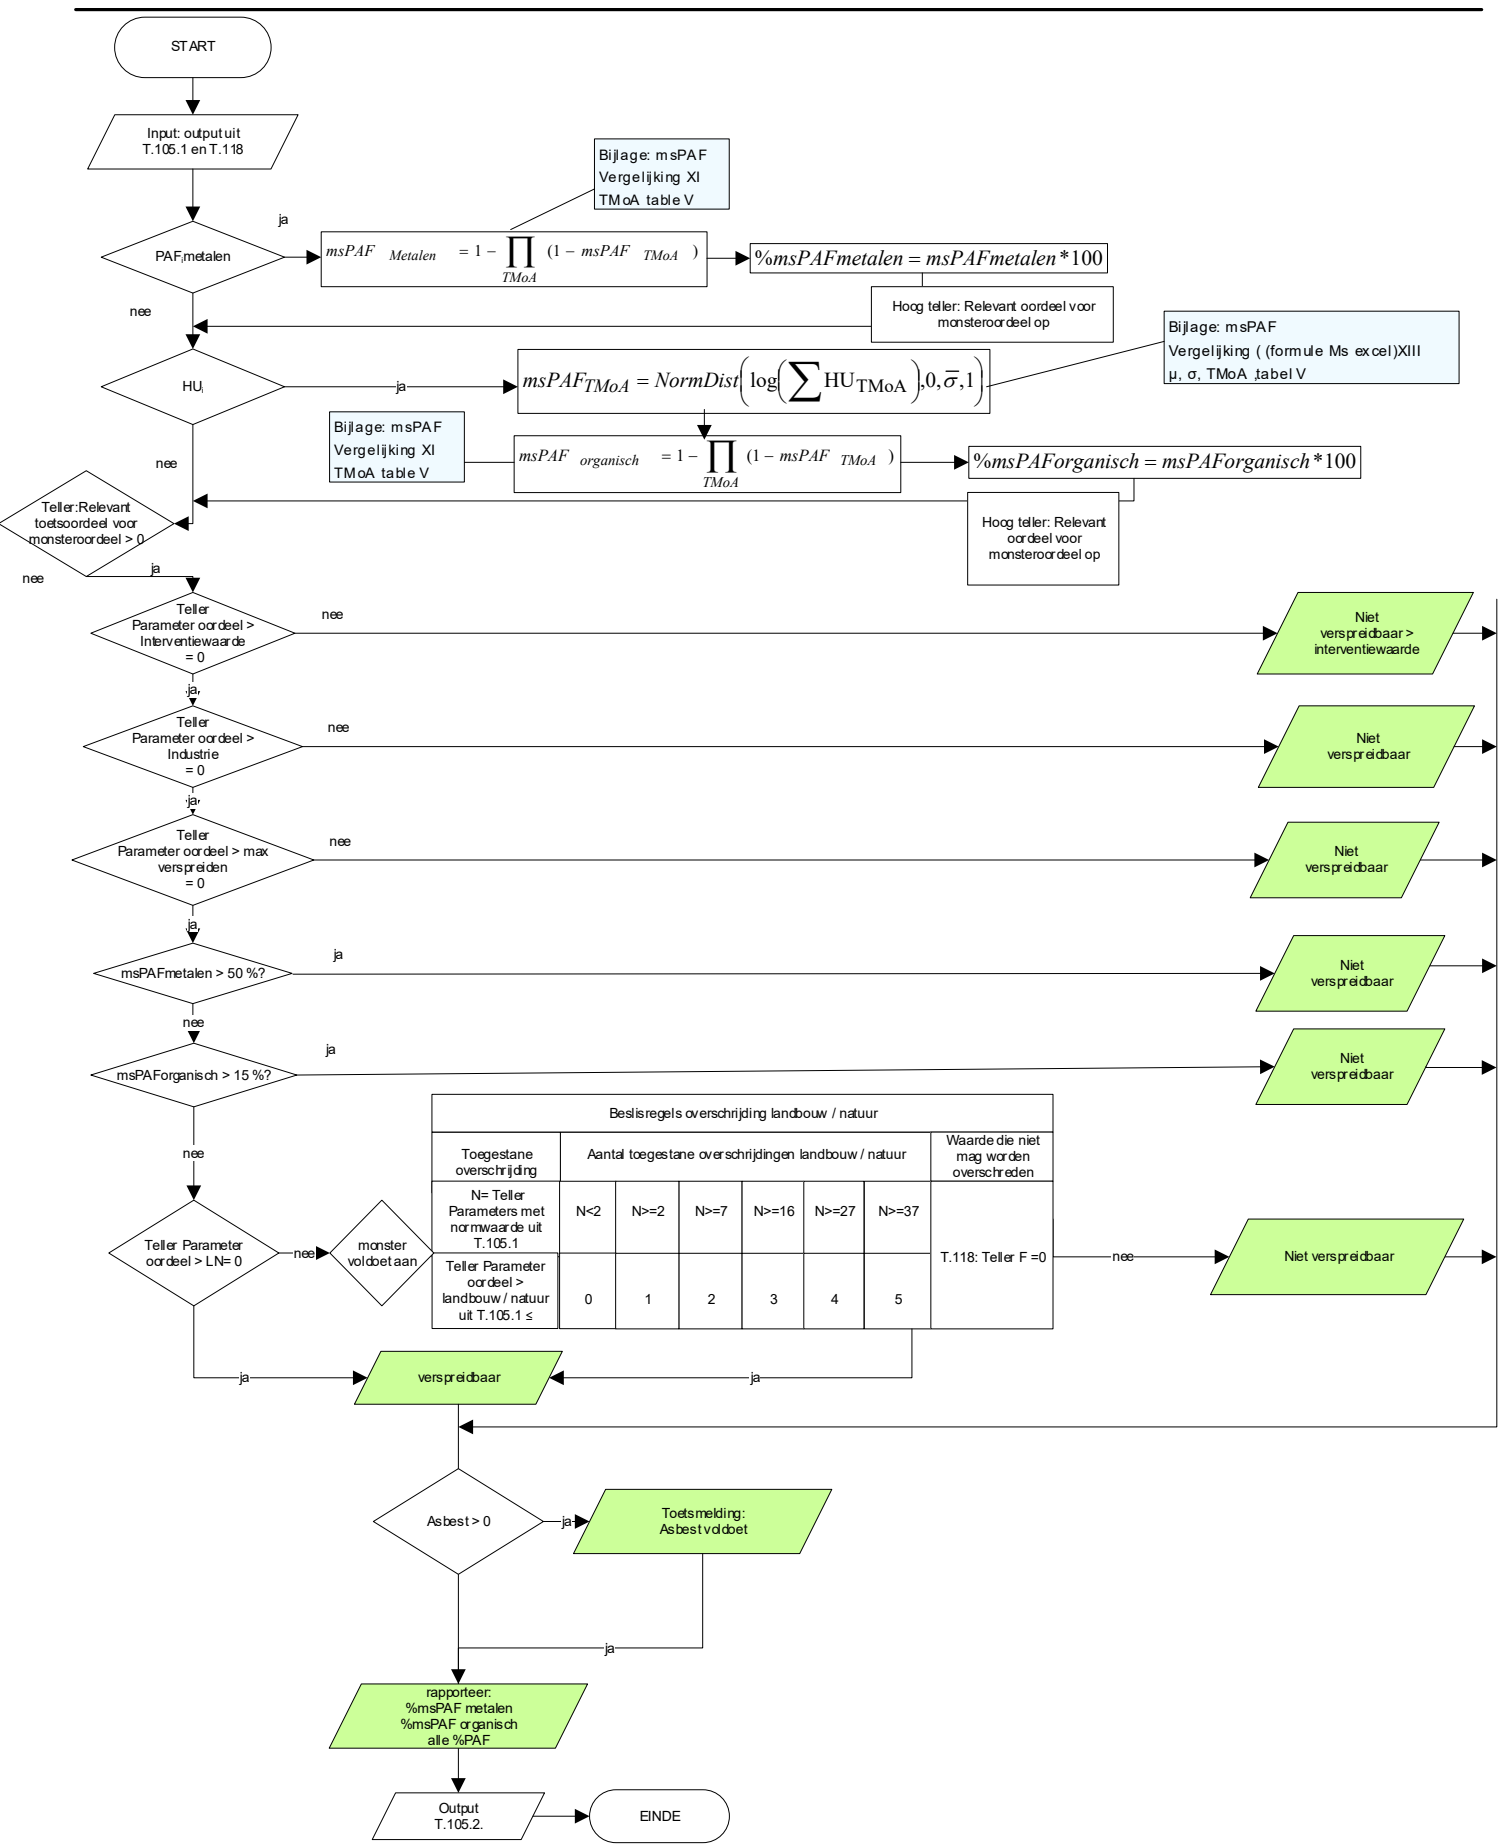 START
Input: output uit
T.105.1 en T.118
Bijlage: msPAF
Vergelijking XI
TMoA table V
ja
PAFimetalen
msPAF Metalen = 1 − ∏ (1 − msPAF TMoA )
TMoA
%msPAFmetalen = msPAFmetalen*100
nee
Hoog teller: Relevant oordeel voor
monsteroordeel op
Bijlage: msPAF
Vergelijking ( (formule Ms excel)XIII
μ, σ, TMoA ,tabel V
HUi
ja
msPAFTMoA = NormDist(log(∑HUTMoA),0,σ̅,1)
Bijlage: msPAF
Vergelijking XI
TMoA table V
msPAF organisch = 1 − ∏ (1 − msPAF TMoA )
TMoA
%msPAForganisch = msPAForganisch*100
nee
Hoog teller: Relevant
oordeel voor
monsteroordeel op
Teller:Relevant
toetsoordeel voor
monsteroordeel > 0
nee
ja
Teller
Parameter oordeel >
Interventiewaarde
= 0
nee
Niet
verspreidbaar >
interventiewaarde
ja
Teller
Parameter oordeel >
Industrie
= 0
nee
Niet
verspreidbaar
ja
Teller
Parameter oordeel > max
verspreiden
= 0
nee
Niet
verspreidbaar
ja
msPAFmetalen > 50 %?
ja
Niet
verspreidbaar
nee
msPAForganisch > 15 %?
ja
Niet
verspreidbaar
nee
Beslisregels overschrijding landbouw / natuur
Toegestane
overschrijding
Aantal toegestane overschrijdingen landbouw / natuur
Waarde die niet
mag worden
overschreden
N= Teller
Parameters met
normwaarde uit
T.105.1
N<2
N>=2
N>=7
N>=16
N>=27
N>=37
T.118: Teller F =0
Teller Parameter
oordeel >
landbouw / natuur
uit T.105.1 ≤
0
1
2
3
4
5
Teller Parameter
oordeel > LN= 0
nee
monster
voldoet aan
nee
Niet verspreidbaar
ja
verspreidbaar
ja
Asbest > 0
ja
Toetsmelding:
Asbest voldoet
ja
rapporteer:
%msPAF metalen
%msPAF organisch
alle %PAF
Output
T.105.2.
EINDE